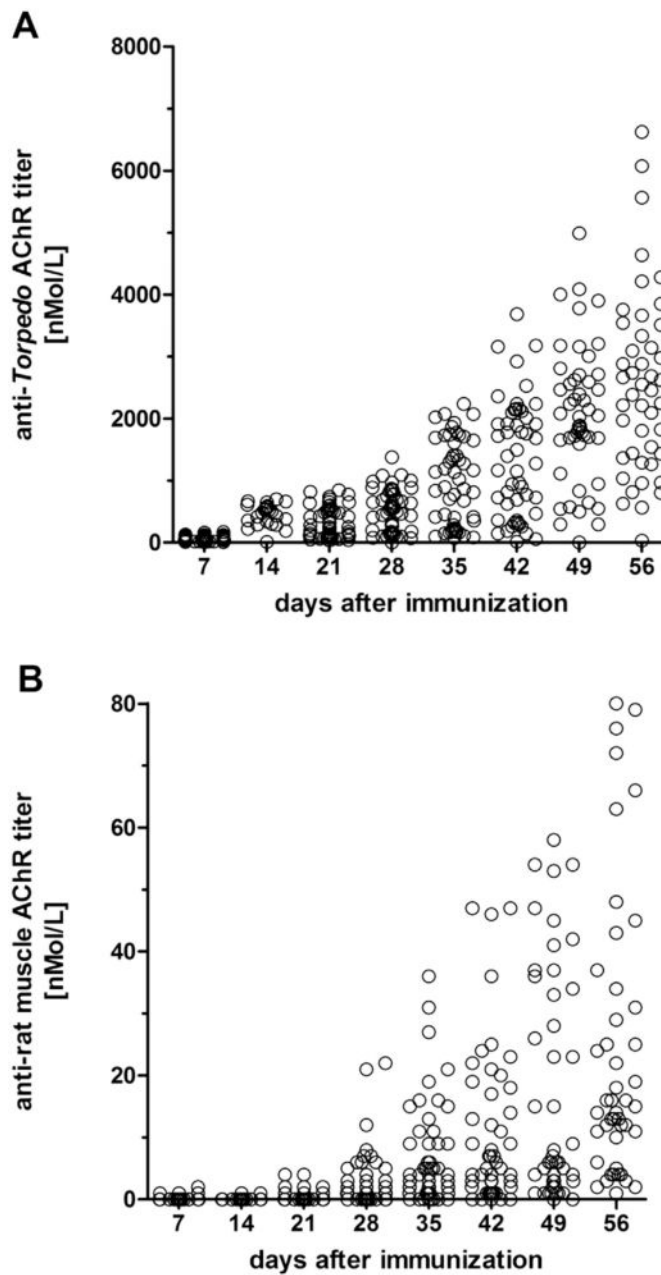 A
8000
6000
4000
2000
0
anti-Torpedo AChR titer
[nMol/L]
7 14 21 28 35 42 49 56
days after immunization
B
80
60
40
20
0
anti-rat muscle AChR titer
[nMol/L]
7 14 21 28 35 42 49 56
days after immunization